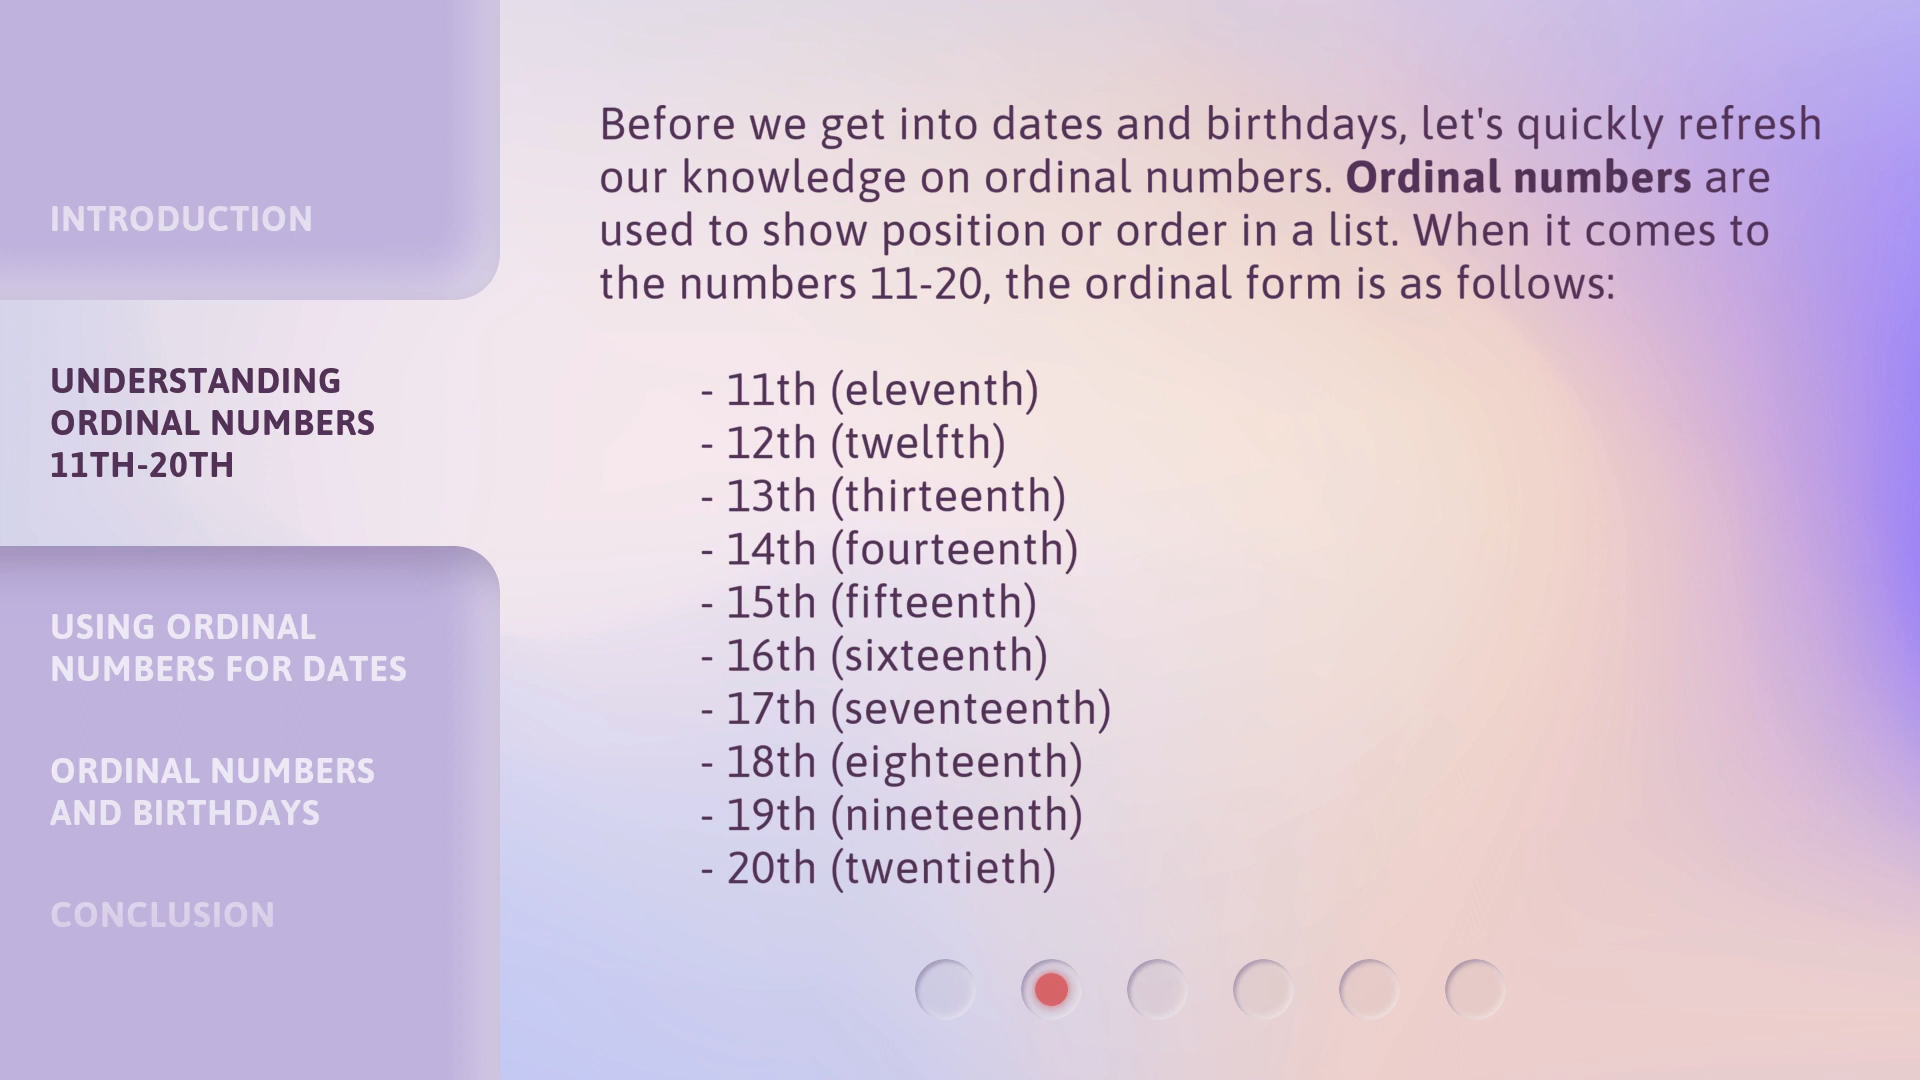 INTRODUCTION
UNDERSTANDING
ORDINAL NUMBERS
11TH-20TH
USING ORDINAL
NUMBERS FOR DATES
ORDINAL NUMBERS
AND BIRTHDAYS
CONCLUSION
Before we get into dates and birthdays, let's quickly refresh
our knowledge on ordinal numbers. Ordinal numbers are
used to show position or order in a list. When it comes to
the numbers 11-20, the ordinal form is as follows:
- 11th (eleventh)
- 12th (twelfth)
- 13th (thirteenth)
- 14th (fourteenth)
- 15th (fifteenth)
- 16th (sixteenth)
- 17th (seventeenth)
- 18th (eighteenth)
- 19th (nineteenth)
- 20th (twentieth)